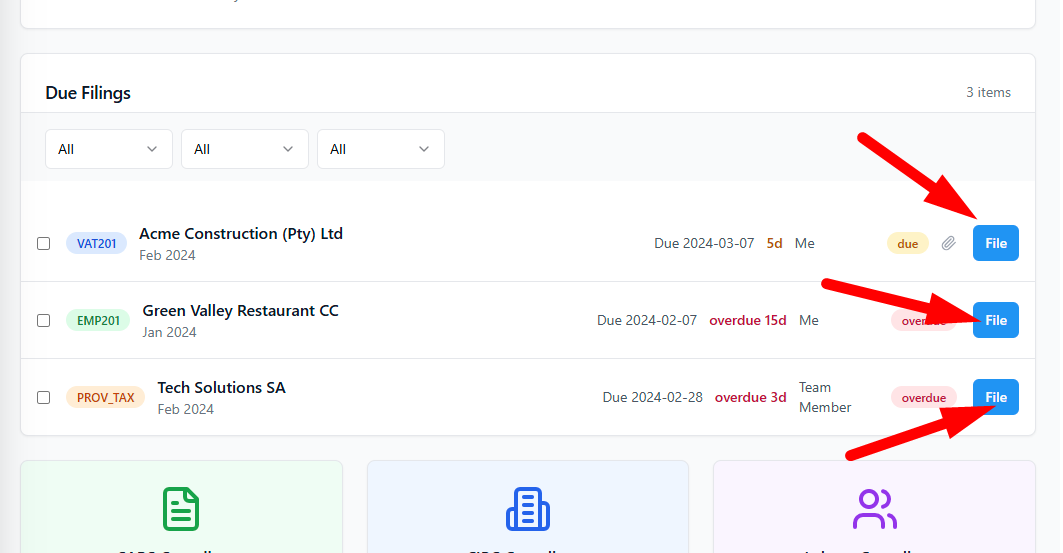 Due Filings
3 items
All
All
All
VAT201
Acme Construction (Pty) Ltd
Feb 2024
Due 2024-03-07
5d
Me
due
File
EMP201
Green Valley Restaurant CC
Jan 2024
Due 2024-02-07
overdue 15d
Me
File
PROV_TAX
Tech Solutions SA
Feb 2024
Due 2024-02-28
overdue 3d
Team
Member
overdue
File